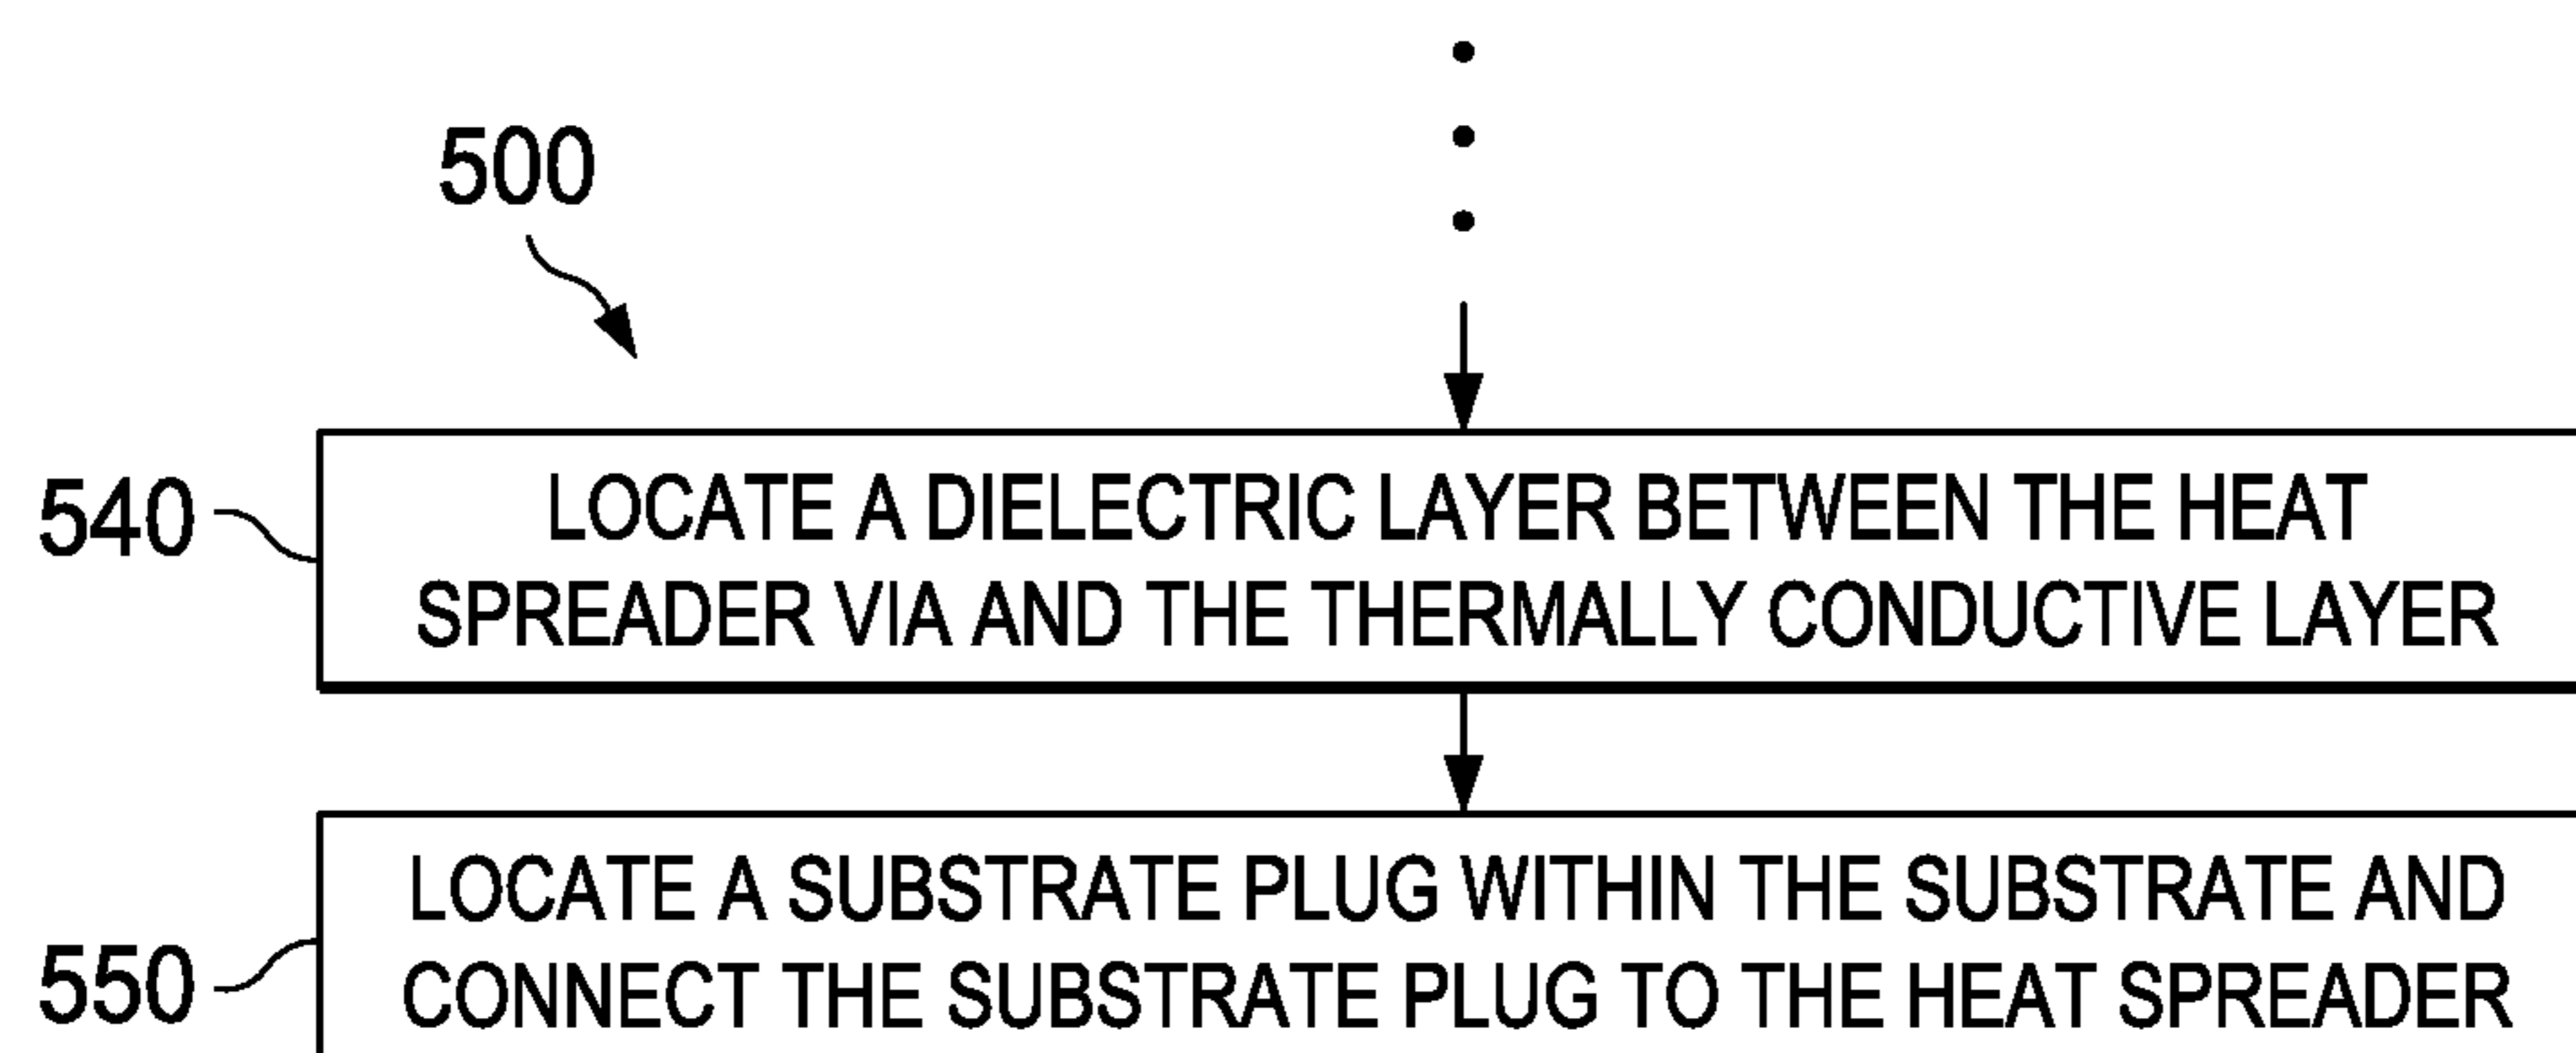 500
540
LOCATE A DIELECTRIC LAYER BETWEEN THE HEAT
SPREADER VIA AND THE THERMALLY CONDUCTIVE LAYER
550
LOCATE A SUBSTRATE PLUG WITHIN THE SUBSTRATE AND
CONNECT THE SUBSTRATE PLUG TO THE HEAT SPREADER